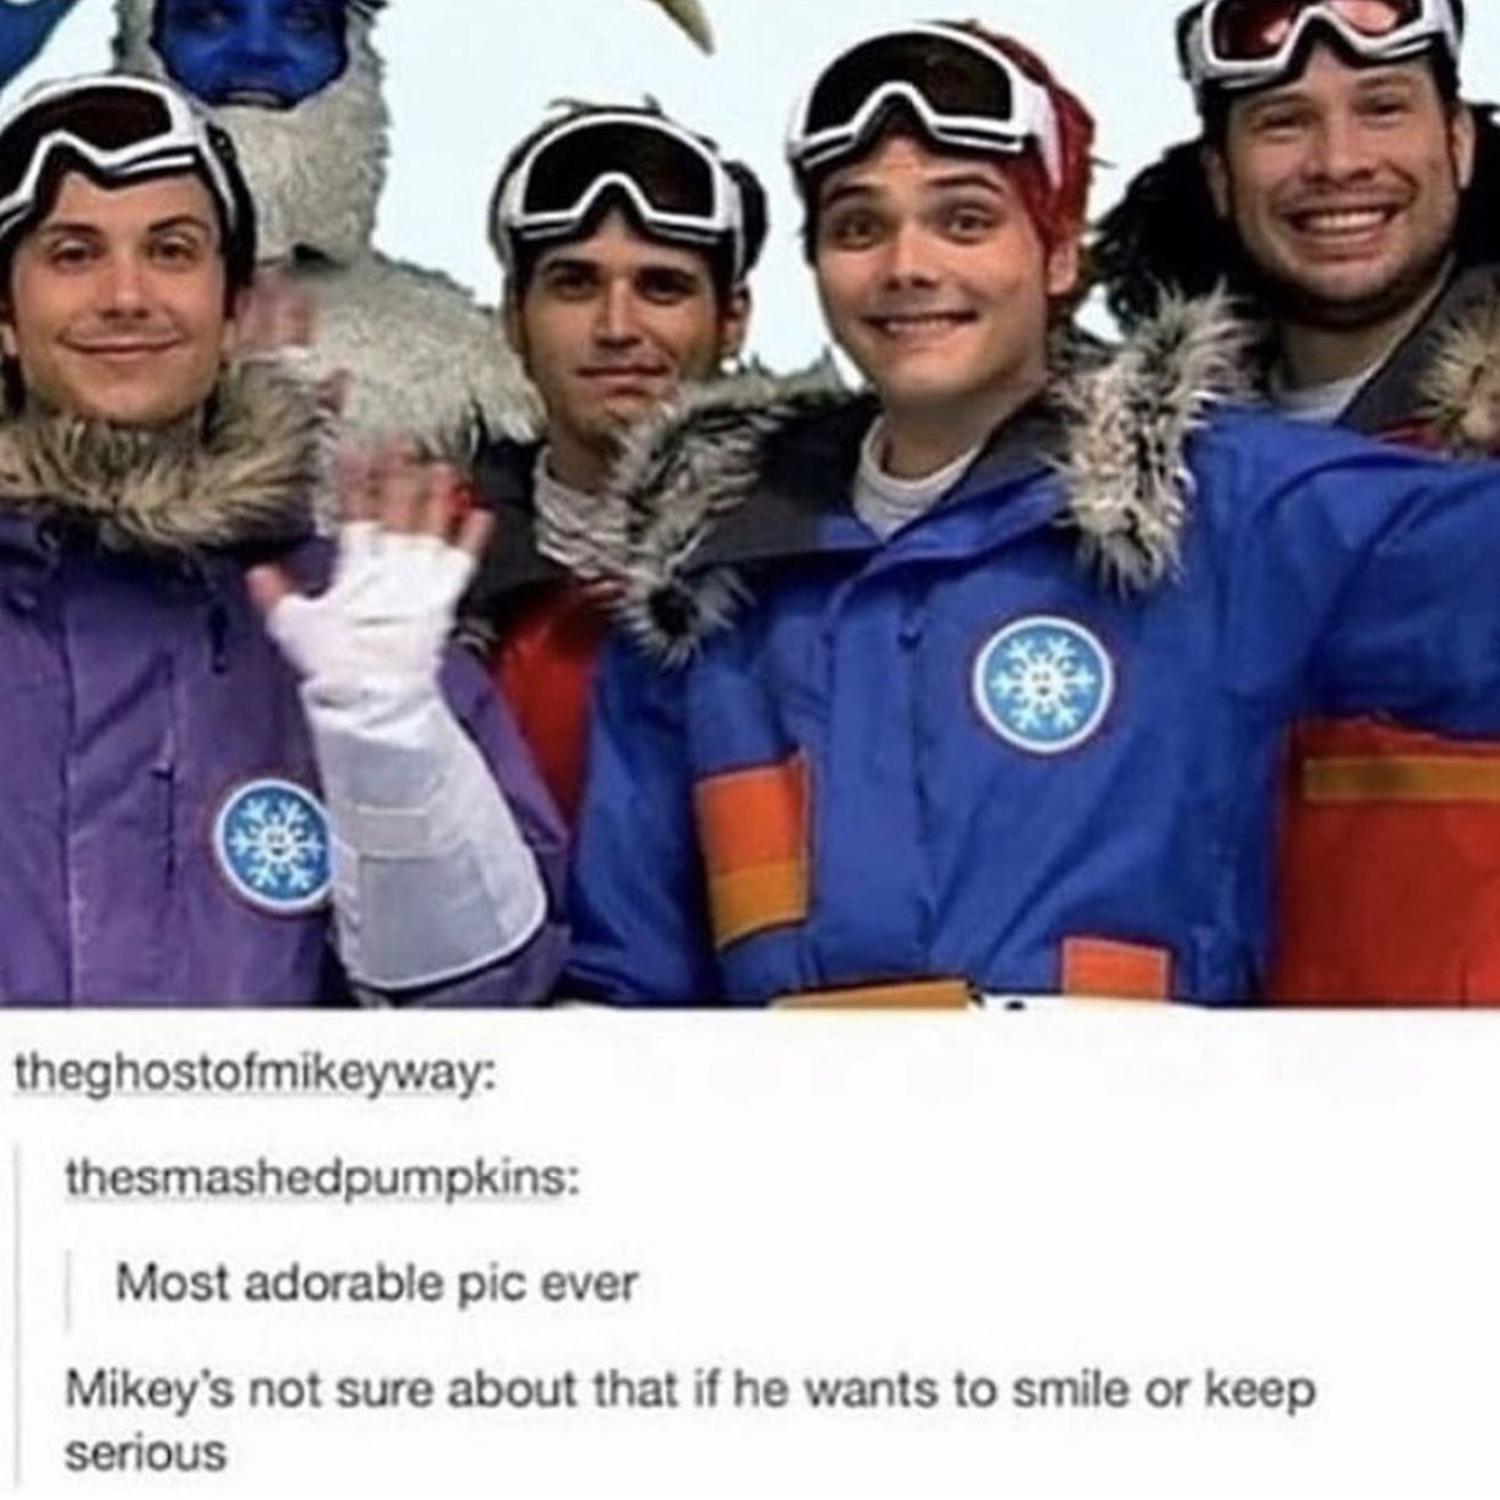 theghostofmikeyway:
thesmashedpumpkins:
Most adorable pic ever
Mikey's not sure about that if he wants to smile or keep
serious